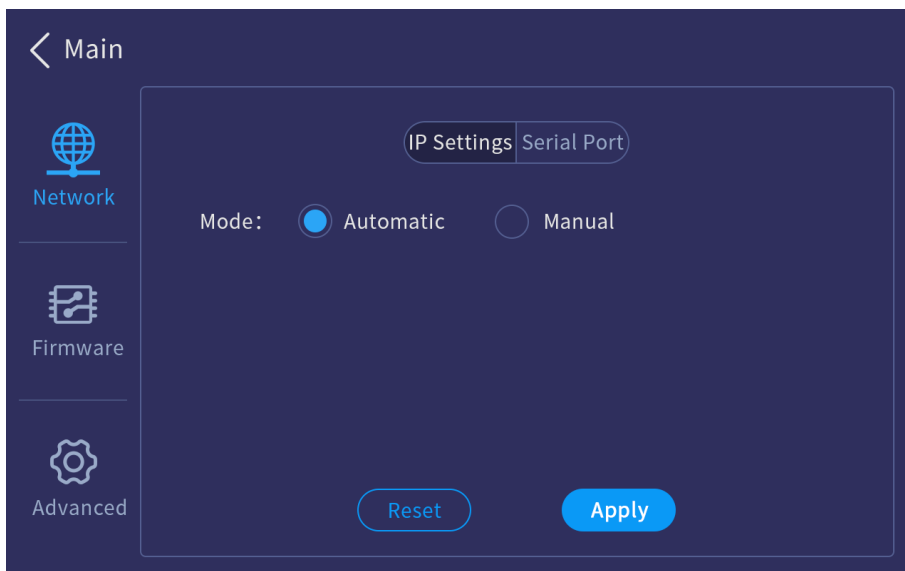 Main
IP Settings Serial Port
Network
Mode: Automatic Manual
Firmware
Advanced
Reset Apply